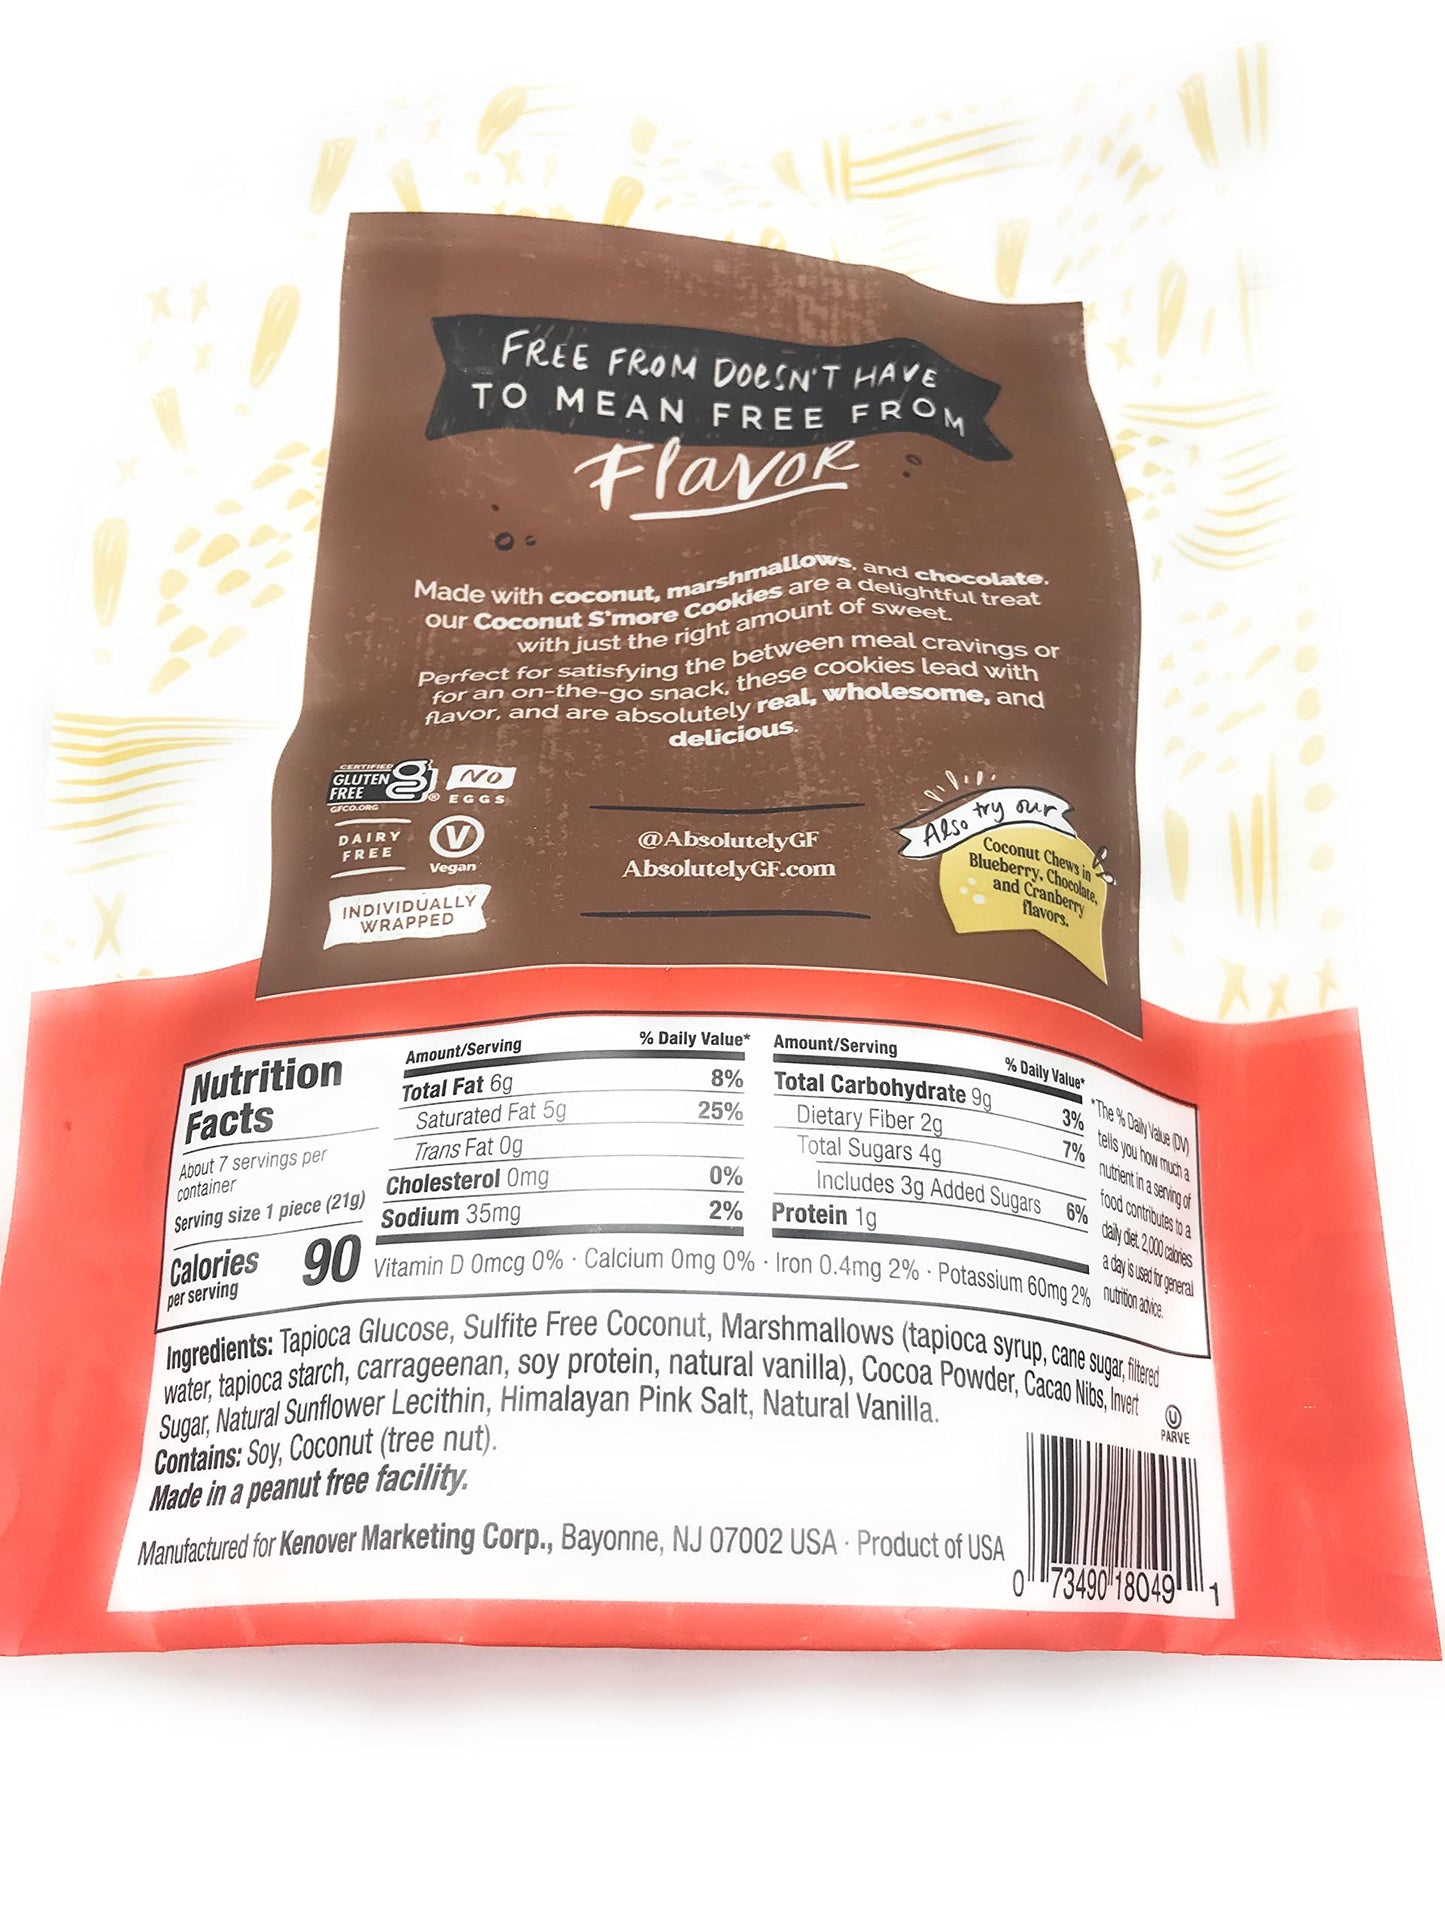 FREE FROM DOESN'T HAVE
TO MEAN FREE FROM
Flavor
Made with coconut, marshmallows, and chocolate,
our Coconut S'more Cookies are a delightful treat
with just the right amount of sweet.
Perfect for satisfying the between meal cravings or
for an on-the-go snack, these cookies lead with
flavor, and are absolutely real, wholesome, and
delicious.
CERTIFIED
GLUTEN
FREE
GFCO.ORG
®
NO
EGGS
DAIRY
FREE
V
Vegan
INDIVIDUALLY
WRAPPED
@AbsolutelyGF
AbsolutelyGF.com
Also try our
Coconut Chews in
Blueberry, Chocolate,
and Cranberry
flavors.
Nutrition
Facts
About 7 servings per
container
Serving size 1 piece (21g)
Calories
per serving
90
Amount/Serving % Daily Value*
Total Fat 6g 8%
Saturated Fat 5g 25%
Trans Fat 0g
Cholesterol 0mg 0%
Sodium 35mg 2%
Amount/Serving % Daily Value*
Total Carbohydrate 9g 3%
Dietary Fiber 2g 7%
Total Sugars 4g
Includes 3g Added Sugars 6%
Protein 1g
Vitamin D 0mcg 0% · Calcium 0mg 0% · Iron 0.4mg 2% · Potassium 60mg 2%
*The % Daily Value (DV)
tells you how much a
nutrient in a serving of
food contributes to a
daily diet. 2,000 calories
a day is used for general
nutrition advice.
Ingredients: Tapioca Glucose, Sulfite Free Coconut, Marshmallows (tapioca syrup, cane sugar, filtered
water, tapioca starch, carrageenan, soy protein, natural vanilla), Cocoa Powder, Cacao Nibs, Invert
Sugar, Natural Sunflower Lecithin, Himalayan Pink Salt, Natural Vanilla.
Contains: Soy, Coconut (tree nut).
Made in a peanut free facility.
U
PARVE
Manufactured for Kenover Marketing Corp., Bayonne, NJ 07002 USA · Product of USA
0 73490 18049 1